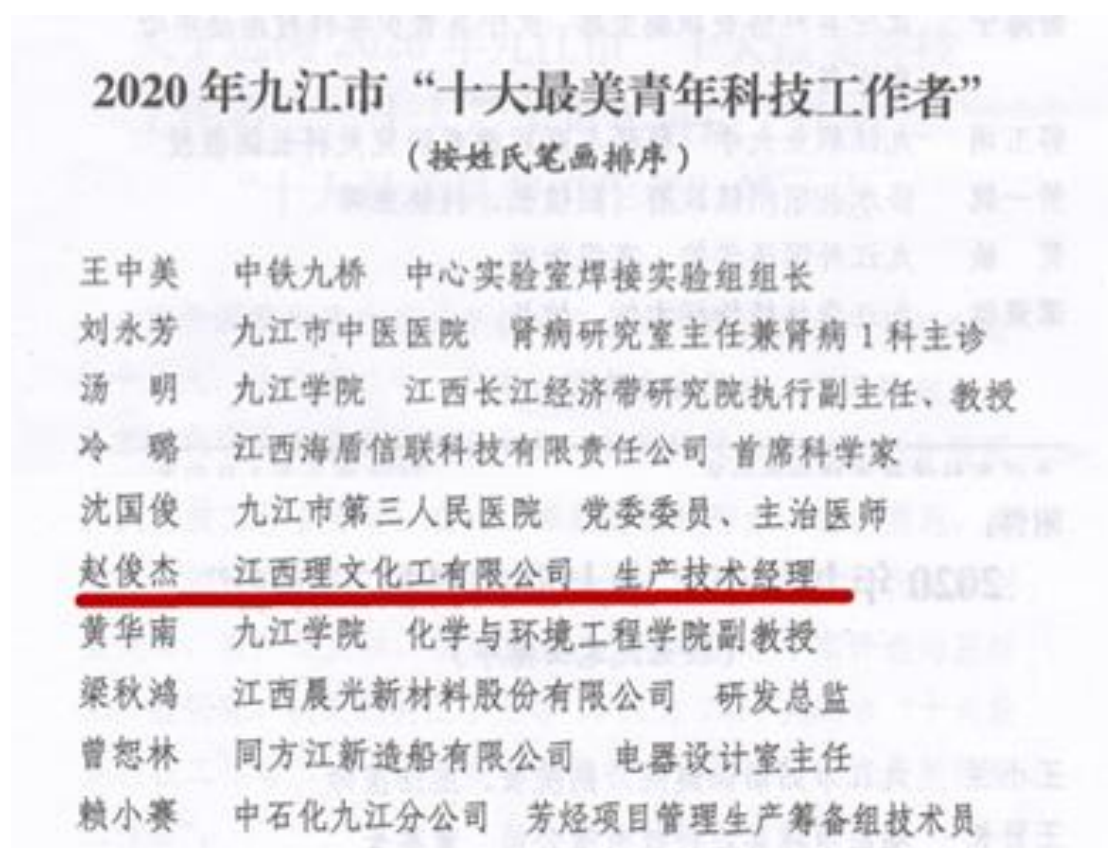 2020 年九江市 “十大最美青年科技工作者”
（按姓氏笔画排序）
王中美 中铁九桥 中心实验室焊接实验组组长
刘永芳 九江市中医医院 肾病研究室主任兼肾病 1 科主诊
汤 明 九江学院 江西长江经济带研究院执行副主任、教授
冷 璐 江西海盾信联科技有限责任公司 首席科学家
沈国俊 九江市第三人民医院 党委委员、主治医师
赵俊杰 江西理文化工有限公司 生产技术经理
黄华南 九江学院 化学与环境工程学院副教授
梁秋鸿 江西晨光新材料股份有限公司 研发总监
曾恕林 同方江新造船有限公司 电器设计室主任
赖小赛 中石化九江分公司 芳烃项目管理生产筹备组技术员